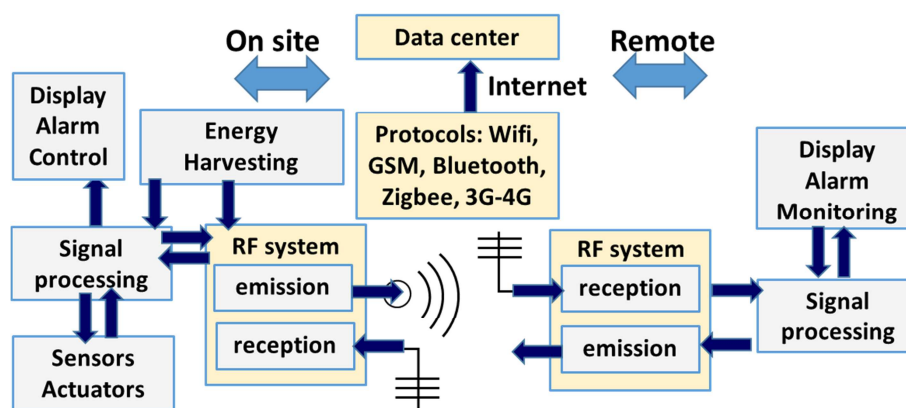 On site
Data center
Remote
Internet
Display
Alarm
Control
Energy
Harvesting
Protocols: Wifi,
GSM, Bluetooth,
Zigbee, 3G-4G
Display
Alarm
Monitoring
Signal
processing
RF system
emission
reception
Sensors
Actuators
RF system
reception
emission
Signal
processing